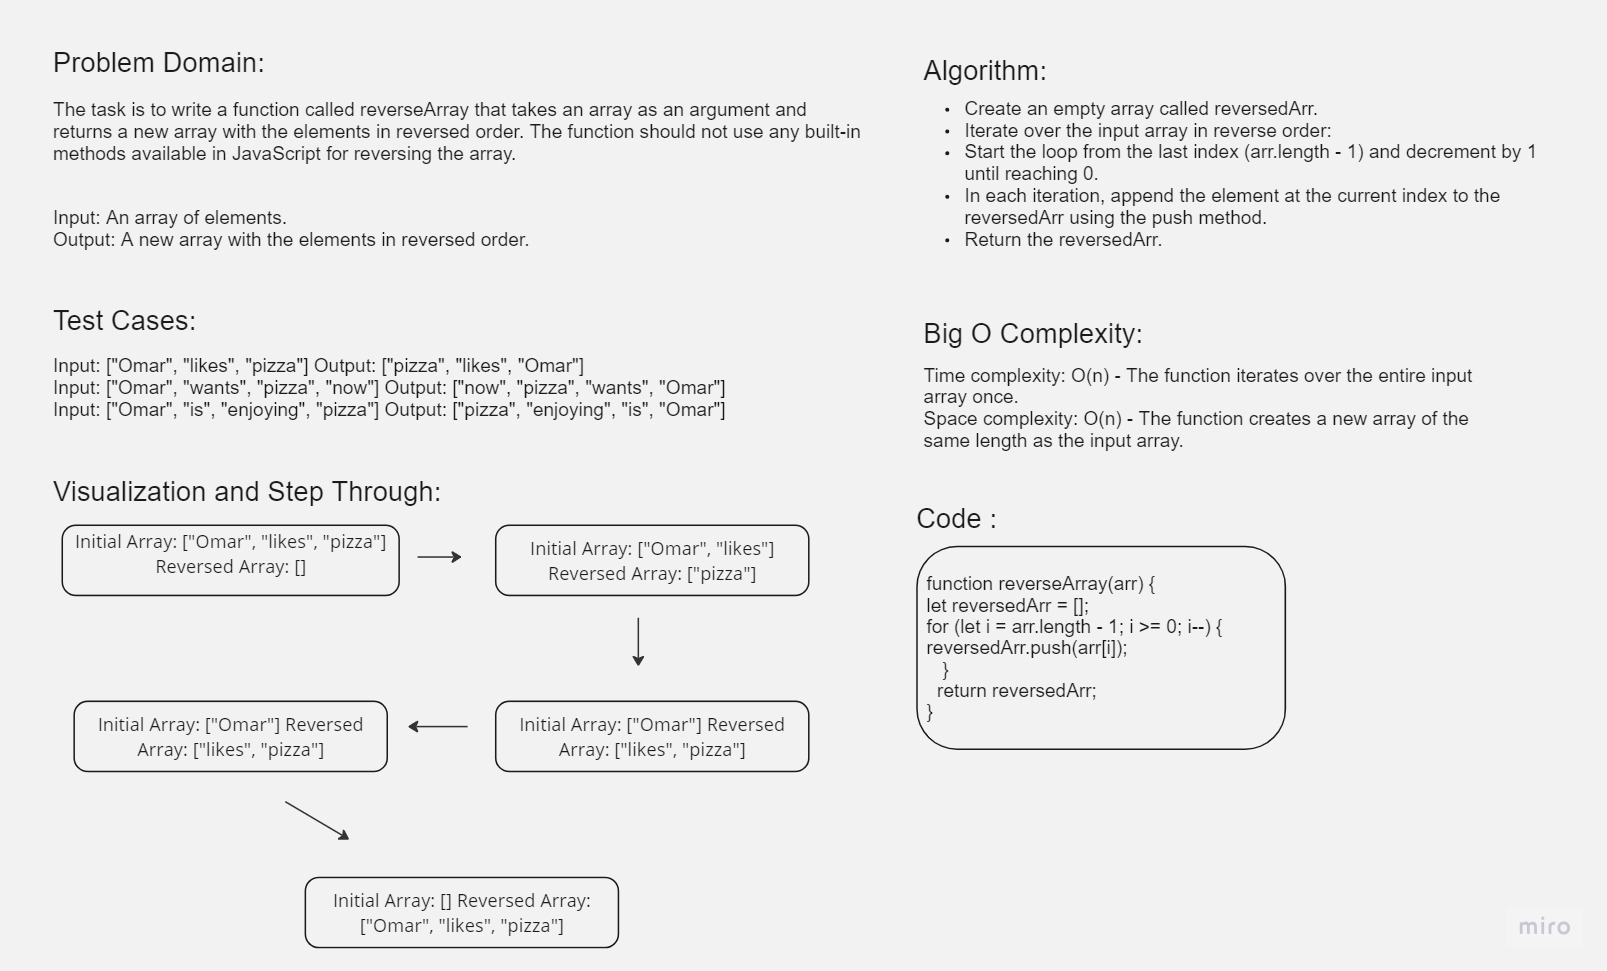 Problem Domain:
The task is to write a function called reverseArray that takes an array as an argument and
returns a new array with the elements in reversed order. The function should not use any built-in
methods available in JavaScript for reversing the array.
Input: An array of elements.
Output: A new array with the elements in reversed order.
Test Cases:
Input: ["Omar", "likes", "pizza"] Output: ["pizza", "likes", "Omar"]
Input: ["Omar", "wants", "pizza", "now"] Output: ["now", "pizza", "wants", "Omar"]
Input: ["Omar", "is", "enjoying", "pizza"] Output: ["pizza", "enjoying", "is", "Omar"]
Visualization and Step Through:
Initial Array: ["Omar", "likes", "pizza"]
Reversed Array: []
Initial Array: ["Omar", "likes"]
Reversed Array: ["pizza"]
Initial Array: ["Omar"] Reversed
Array: ["likes", "pizza"]
Initial Array: ["Omar"] Reversed
Array: ["likes", "pizza"]
Initial Array: [] Reversed Array:
["Omar", "likes", "pizza"]
Algorithm:
• Create an empty array called reversedArr.
• Iterate over the input array in reverse order:
• Start the loop from the last index (arr.length - 1) and decrement by 1
until reaching 0.
• In each iteration, append the element at the current index to the
reversedArr using the push method.
• Return the reversedArr.
Big O Complexity:
Time complexity: O(n) - The function iterates over the entire input
array once.
Space complexity: O(n) - The function creates a new array of the
same length as the input array.
Code :
function reverseArray(arr) {
let reversedArr = [];
for (let i = arr.length - 1; i >= 0; i--) {
reversedArr.push(arr[i]);
}
return reversedArr;
}
miro